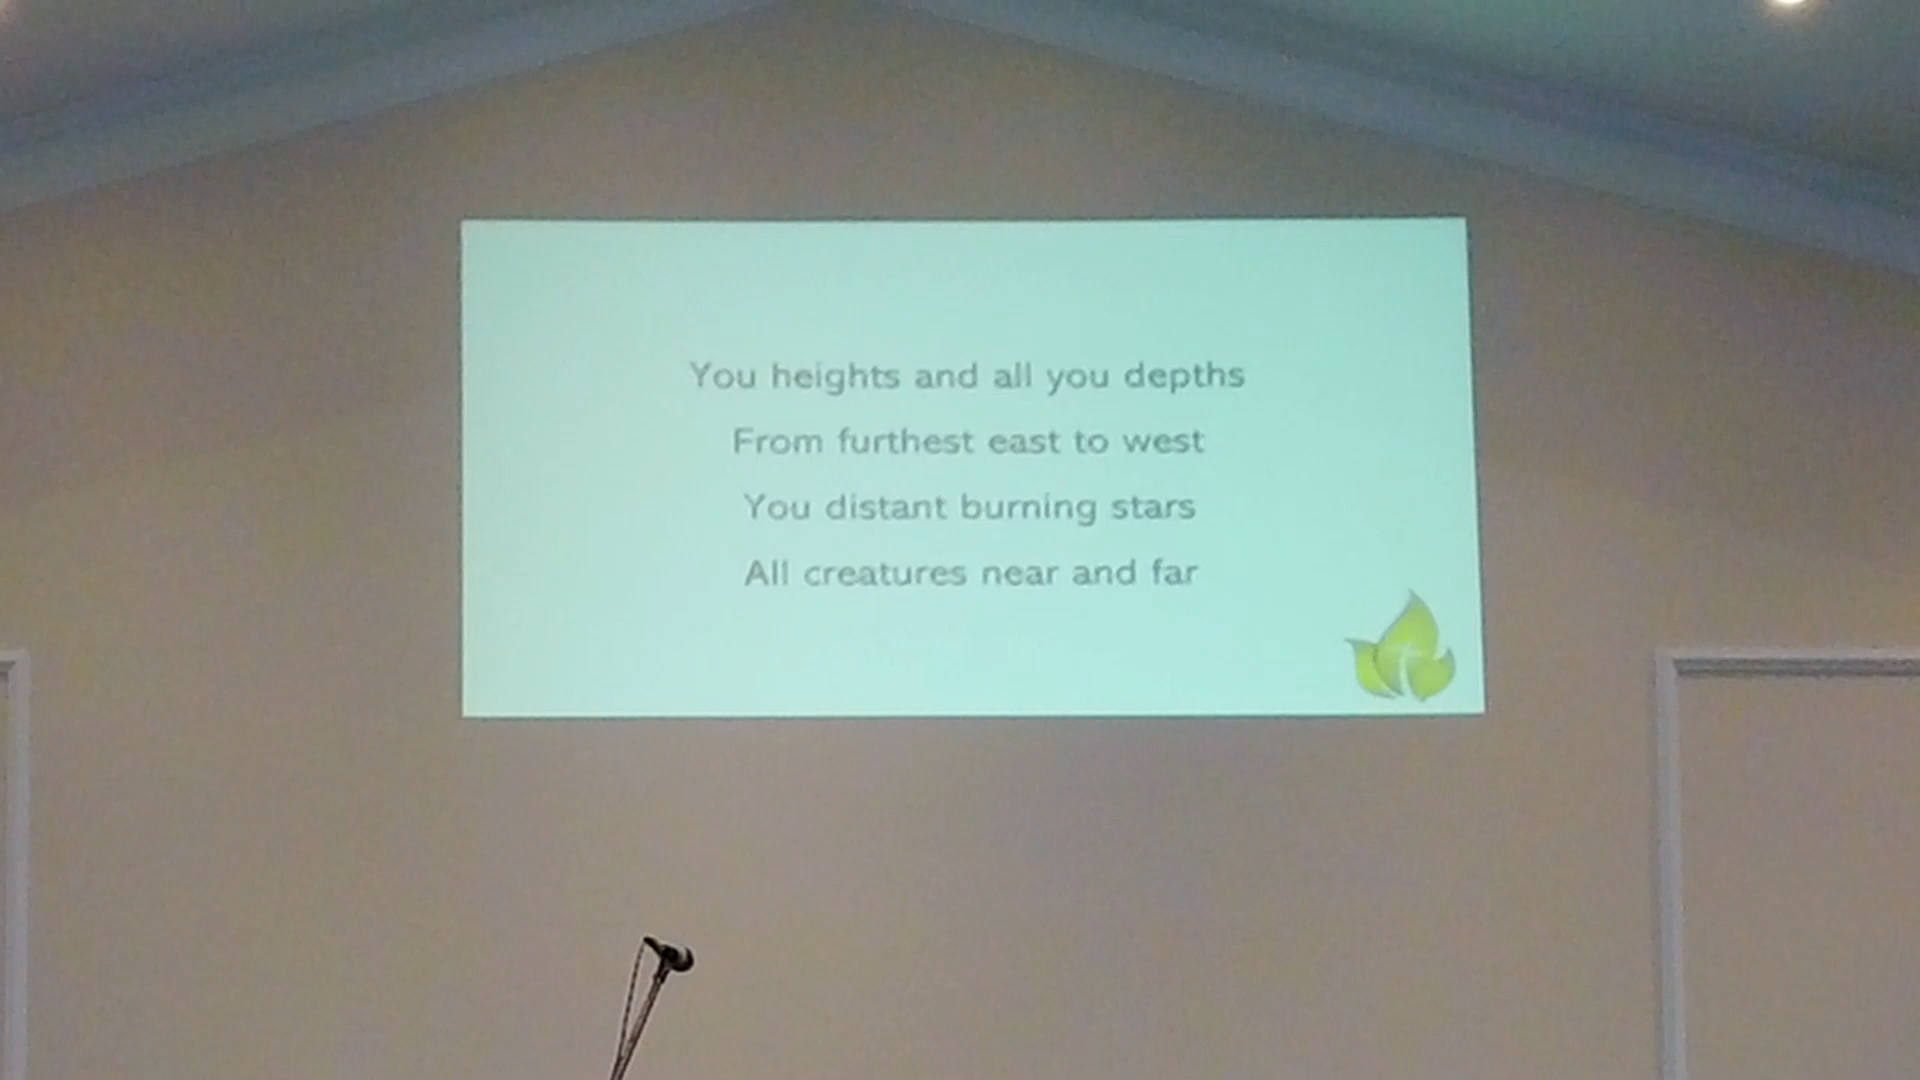 You heights and all you depths
From furthest east to west
You distant burning stars
All creatures near and far